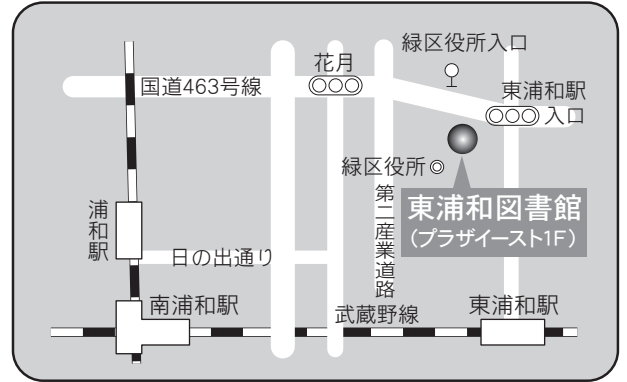 緑区役所入口
花月
国道463号線
東浦和駅
入口
緑区役所
東浦和図書館
(プラザイースト1F)
第二産業道路
浦和駅
日の出通り
南浦和駅
武蔵野線
東浦和駅